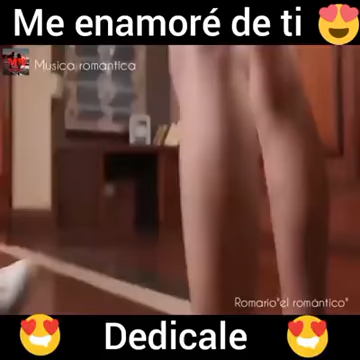 Me enamoré de ti 😍
Musica romantica
Romario"el romántico"
😍 Dedicale 😍